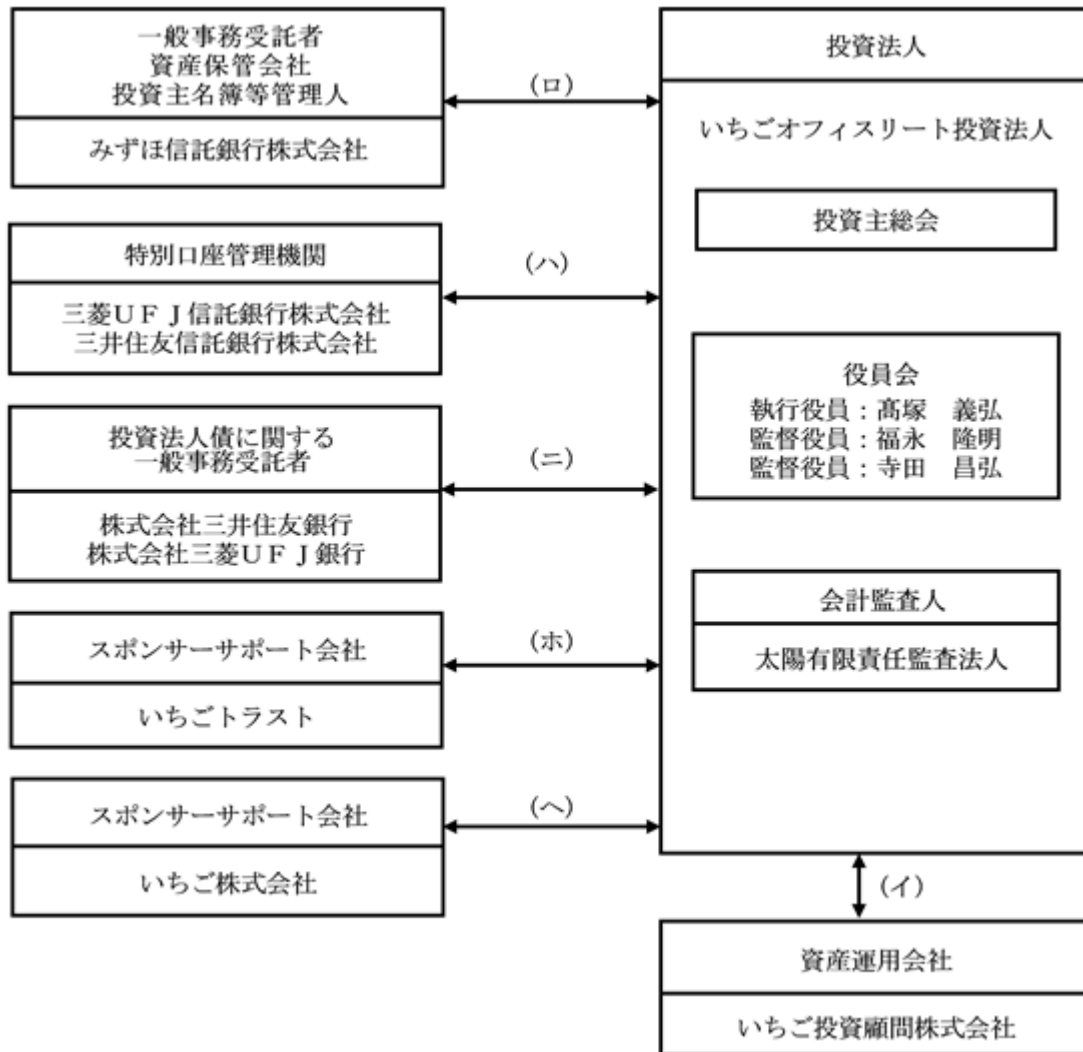 一般事務受託者
資産保管会社
投資主名簿等管理人
みずほ信託銀行株式会社
(ロ)
特別口座管理機関
三菱ＵＦＪ信託銀行株式会社
三井住友信託銀行株式会社
(ハ)
投資法人債に関する
一般事務受託者
株式会社三井住友銀行
株式会社三菱ＵＦＪ銀行
(ニ)
スポンサーサポート会社
いちごトラスト
(ホ)
スポンサーサポート会社
いちご株式会社
(ヘ)
投資法人
いちごオフィスリート投資法人
投資主総会
役員会
執行役員：髙塚　義弘
監督役員：福永　隆明
監督役員：寺田　昌弘
会計監査人
太陽有限責任監査法人
(イ)
資産運用会社
いちご投資顧問株式会社